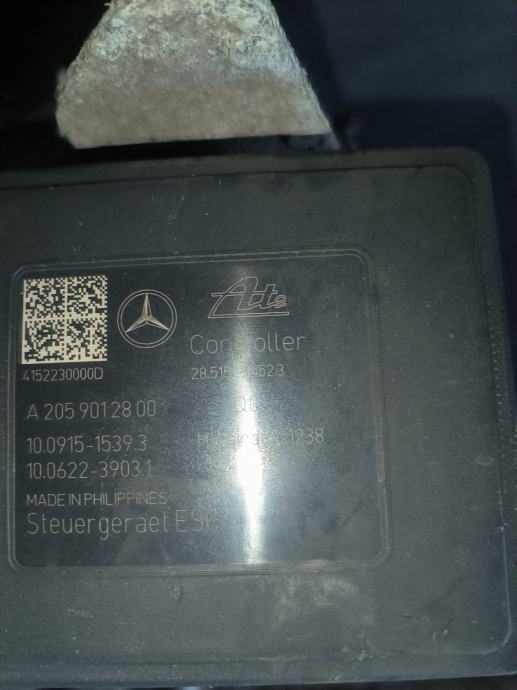 Ate
Controller
4152230000D
A 205 901 28 00
10.0915-1539.3
10.0622-3903.1
MADE IN PHILIPPINES
Steuergeraet ESC